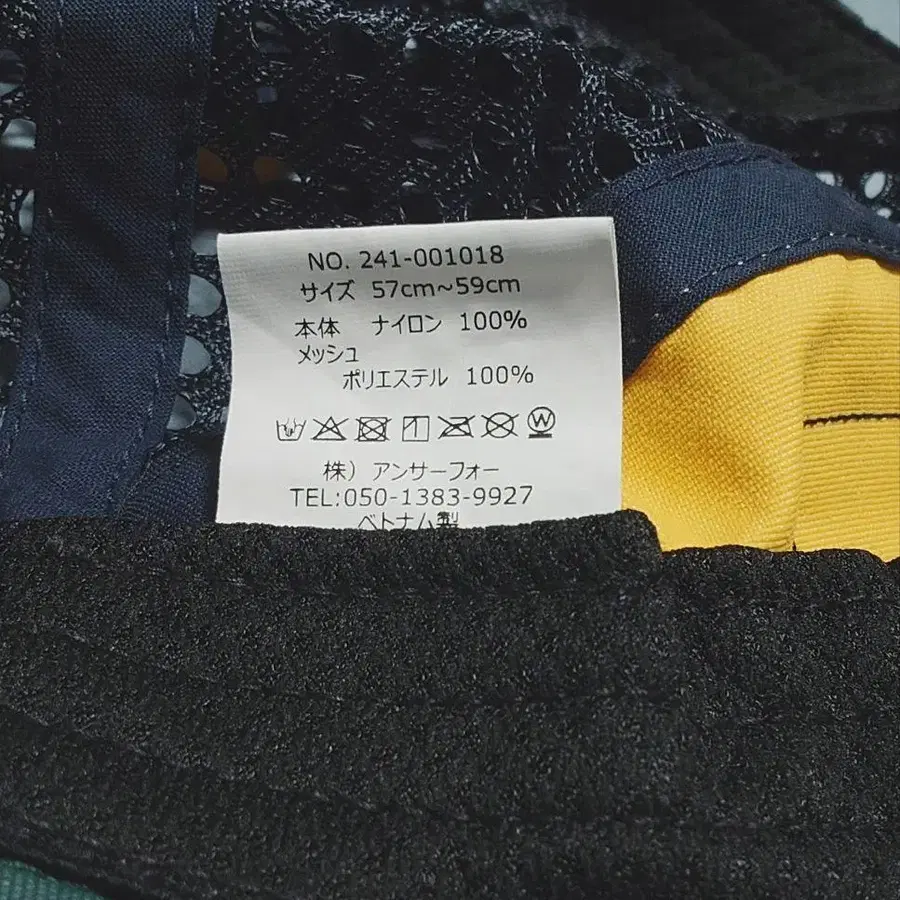 NO. 241-001018
サイズ 57cm~59cm
本体 ナイロン 100%
メッシュ
ポリエステル 100%
W
株) アンサーフォー
TEL:050-1383-9927
ベトナム製